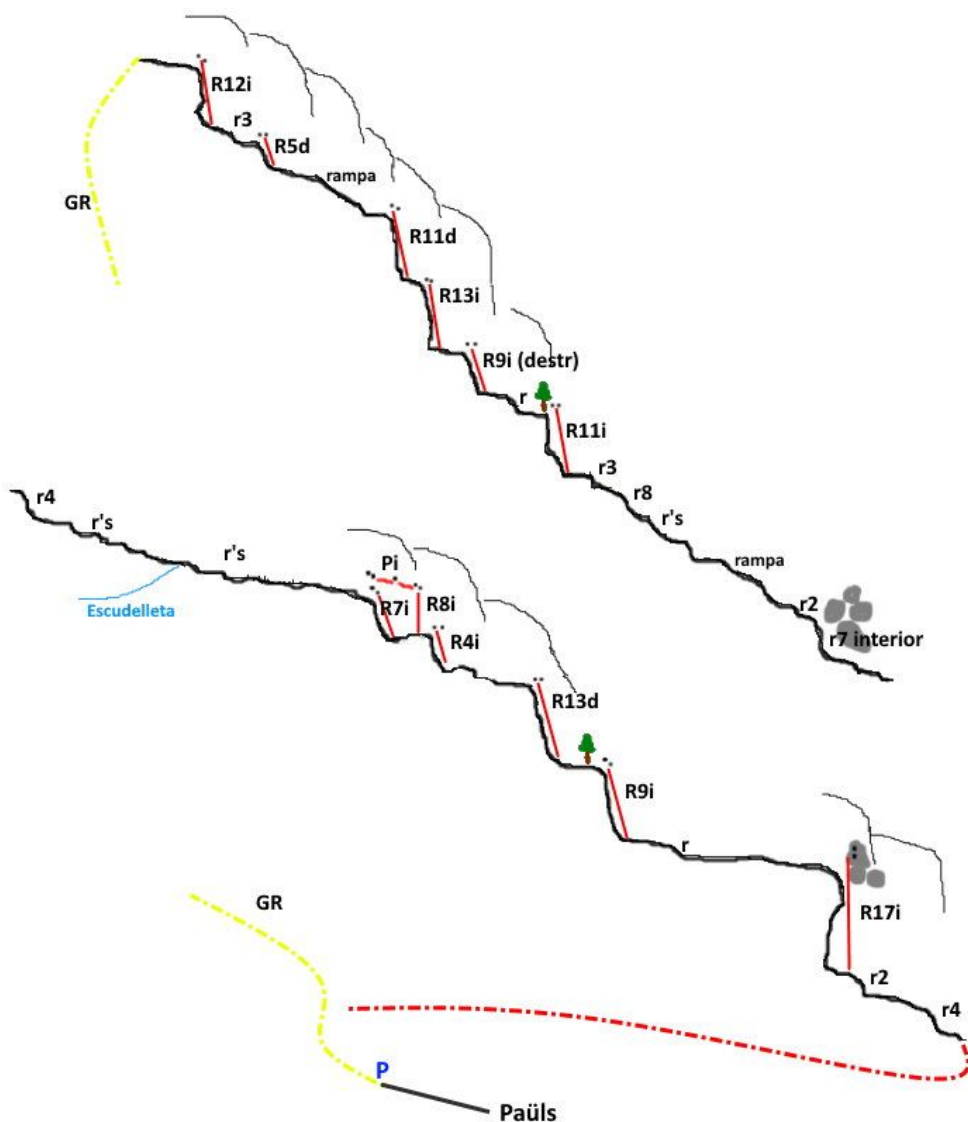 R12i
r3
R5d
rampa
GR
R11d
R13i
R9i (destr)
r
R11i
r3
r8
r's
rampa
r2
r7 interior
r4
r's
r's
Escudelleta
Pi
R7i
R8i
R4i
R13d
R9i
r
R17i
r2
r4
GR
P
Paüls